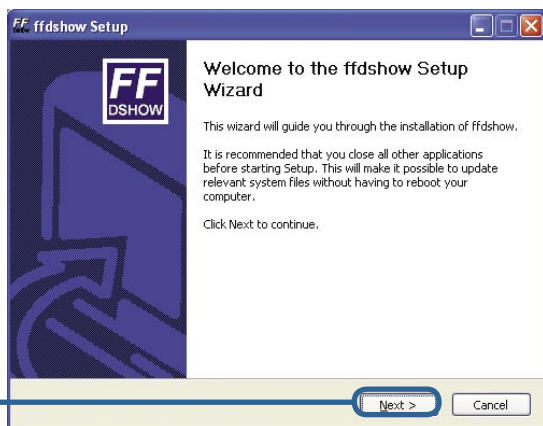 ffdshow Setup
FF
DSHOW
Welcome to the ffdshow Setup
Wizard
This wizard will guide you through the installation of ffdshow.
It is recommended that you close all other applications
before starting Setup. This will make it possible to update
relevant system files without having to reboot your
computer.
Click Next to continue.
Next >
Cancel